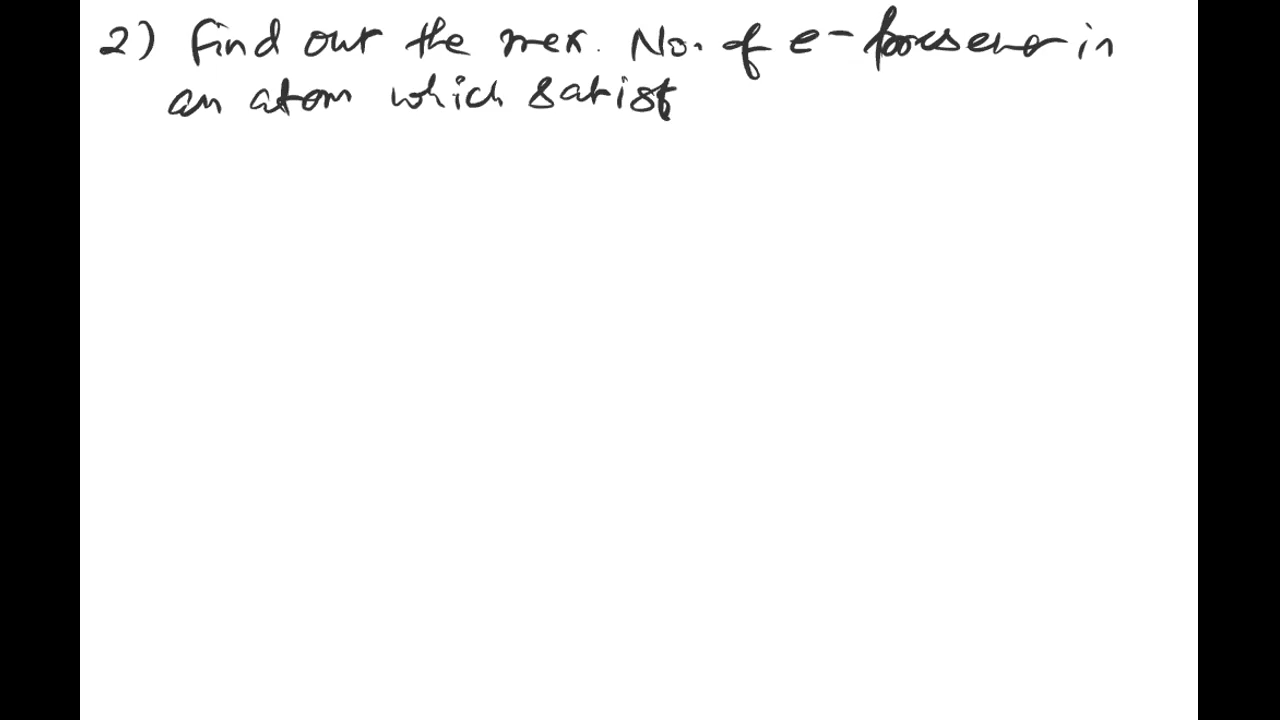 2) Find out the max. No. of e- present in
an atom which satisf